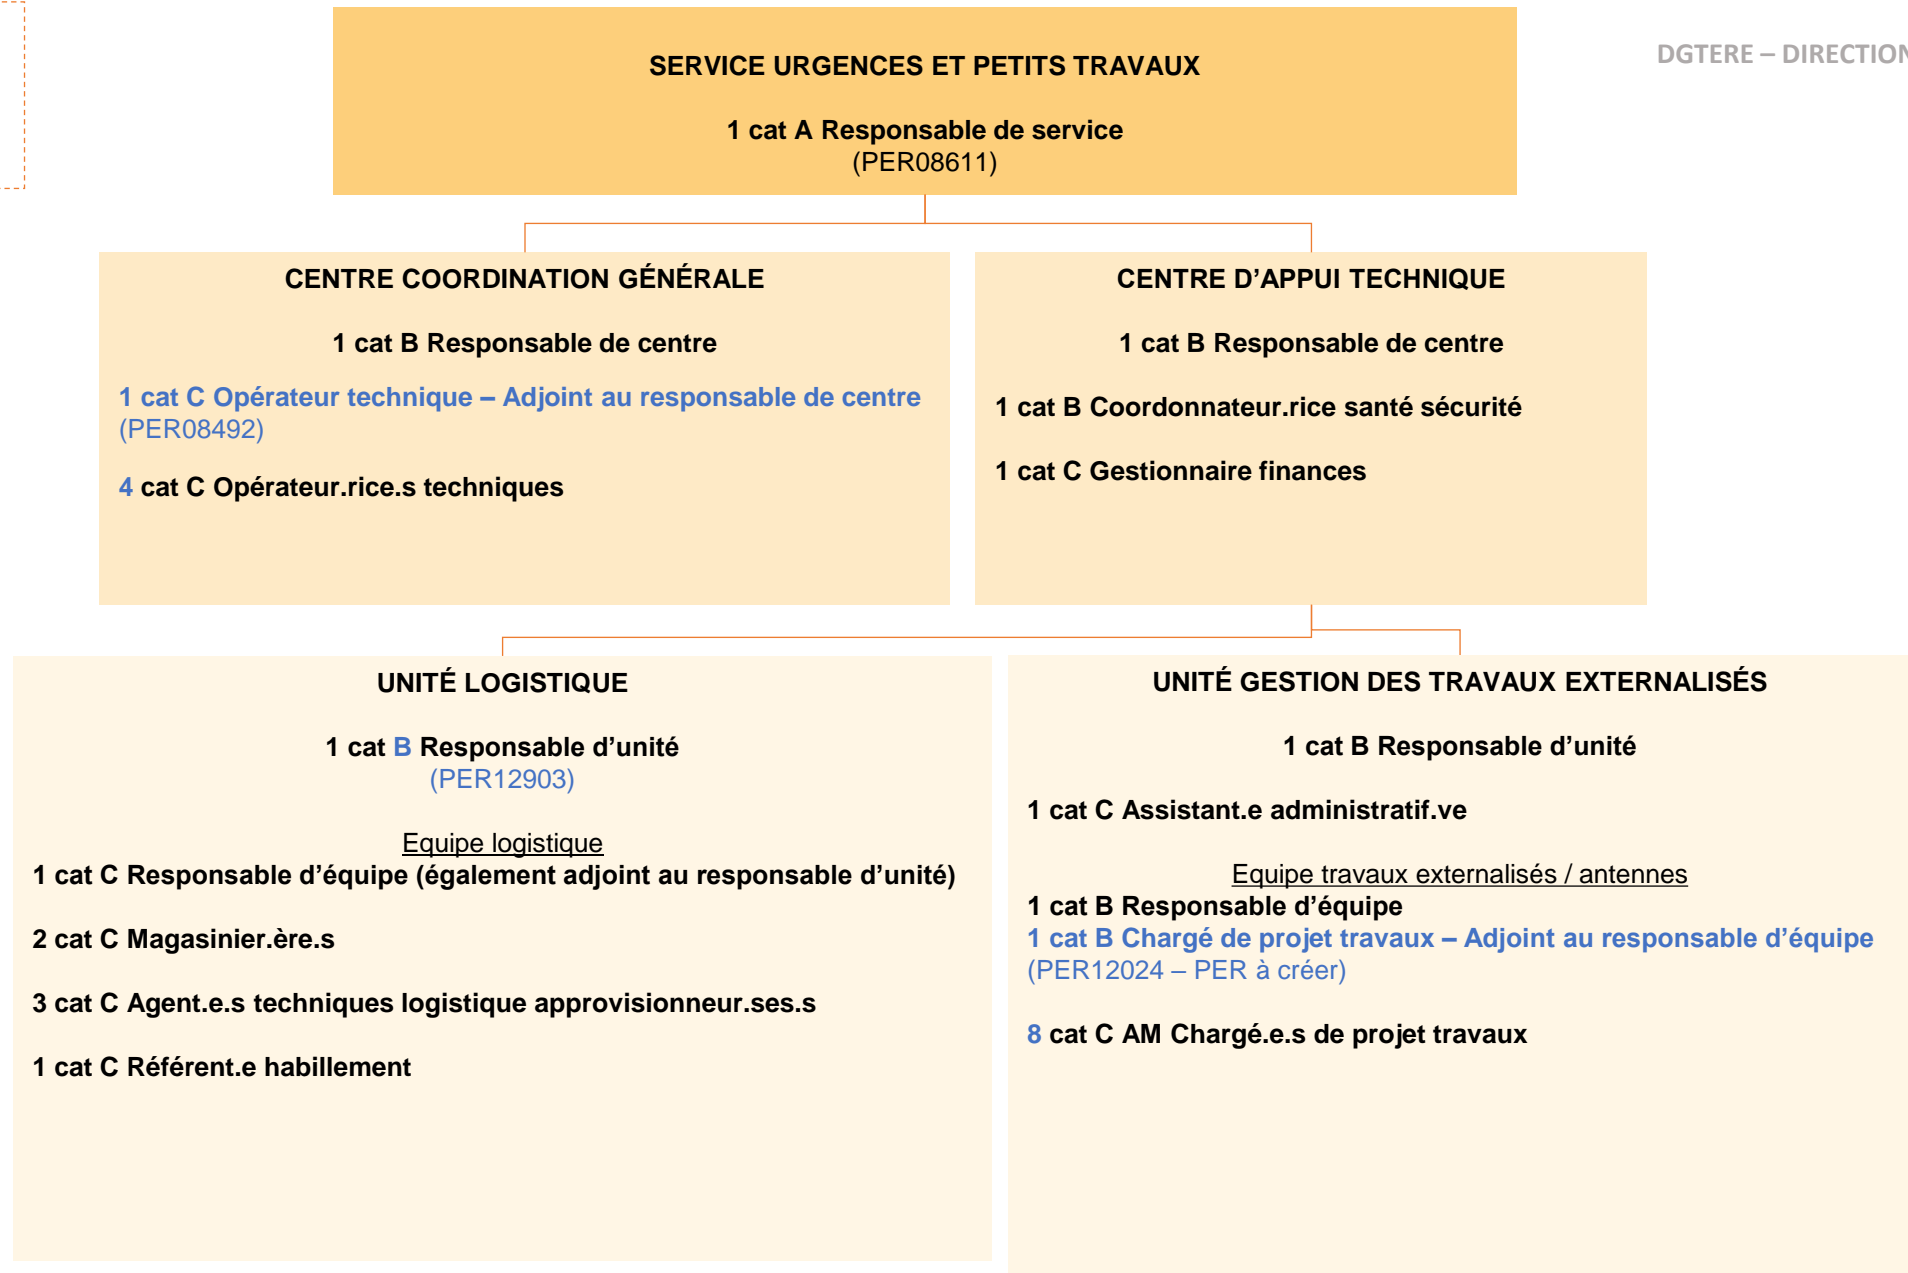 DGTERE – DIRECTION
SERVICE URGENCES ET PETITS TRAVAUX
1 cat A Responsable de service
(PER08611)
CENTRE COORDINATION GÉNÉRALE
1 cat B Responsable de centre
1 cat C Opérateur technique – Adjoint au responsable de centre
(PER08492)
4 cat C Opérateur.rice.s techniques
CENTRE D’APPUI TECHNIQUE
1 cat B Responsable de centre
1 cat B Coordonnateur.rice santé sécurité
1 cat C Gestionnaire finances
UNITÉ LOGISTIQUE
1 cat B Responsable d’unité
(PER12903)
Equipe logistique
1 cat C Responsable d’équipe (également adjoint au responsable d’unité)
2 cat C Magasinier.ère.s
3 cat C Agent.e.s techniques logistique approvisionneur.ses.s
1 cat C Référent.e habillement
UNITÉ GESTION DES TRAVAUX EXTERNALISÉS
1 cat B Responsable d’unité
1 cat C Assistant.e administratif.ve
Equipe travaux externalisés / antennes
1 cat B Responsable d’équipe
1 cat B Chargé de projet travaux – Adjoint au responsable d’équipe
(PER12024 – PER à créer)
8 cat C AM Chargé.e.s de projet travaux